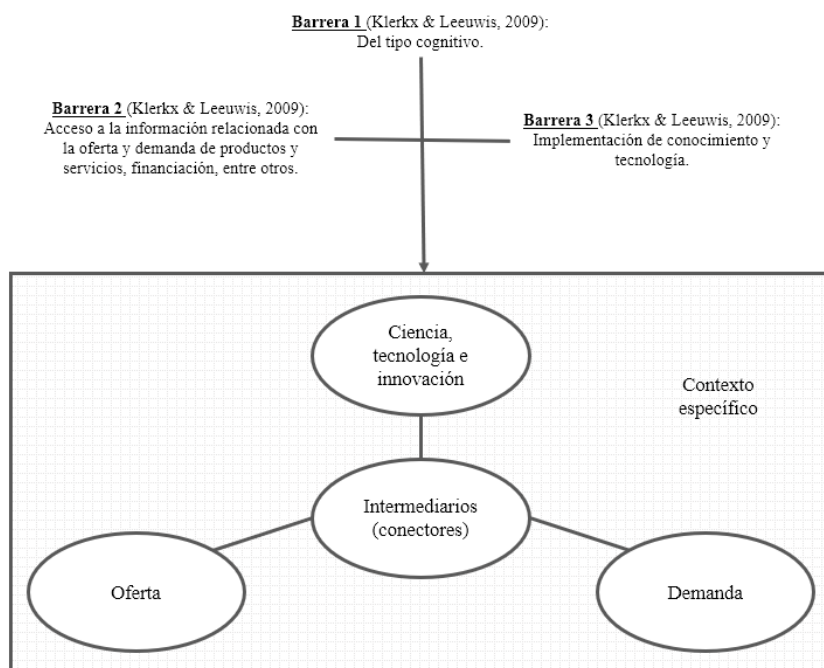 Barrera 1 (Klerkx & Leeuwis, 2009):
Del tipo cognitivo.
Barrera 2 (Klerkx & Leeuwis, 2009):
Acceso a la información relacionada con
la oferta y demanda de productos y
servicios, financiación, entre otros.
Barrera 3 (Klerkx & Leeuwis, 2009):
Implementación de conocimiento y
tecnología.
Ciencia,
tecnología e
innovación
Contexto
específico
Intermediarios
(conectores)
Oferta
Demanda